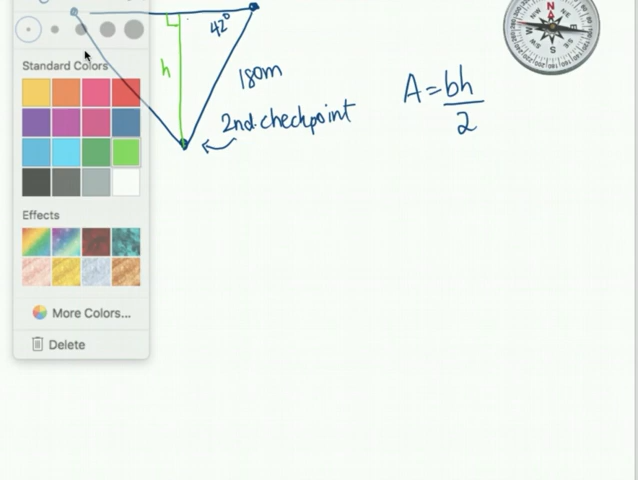 42°
h
180m
2nd checkpoint
A = bh
2
N
W
S
Standard Colors
Effects
More Colors...
Delete